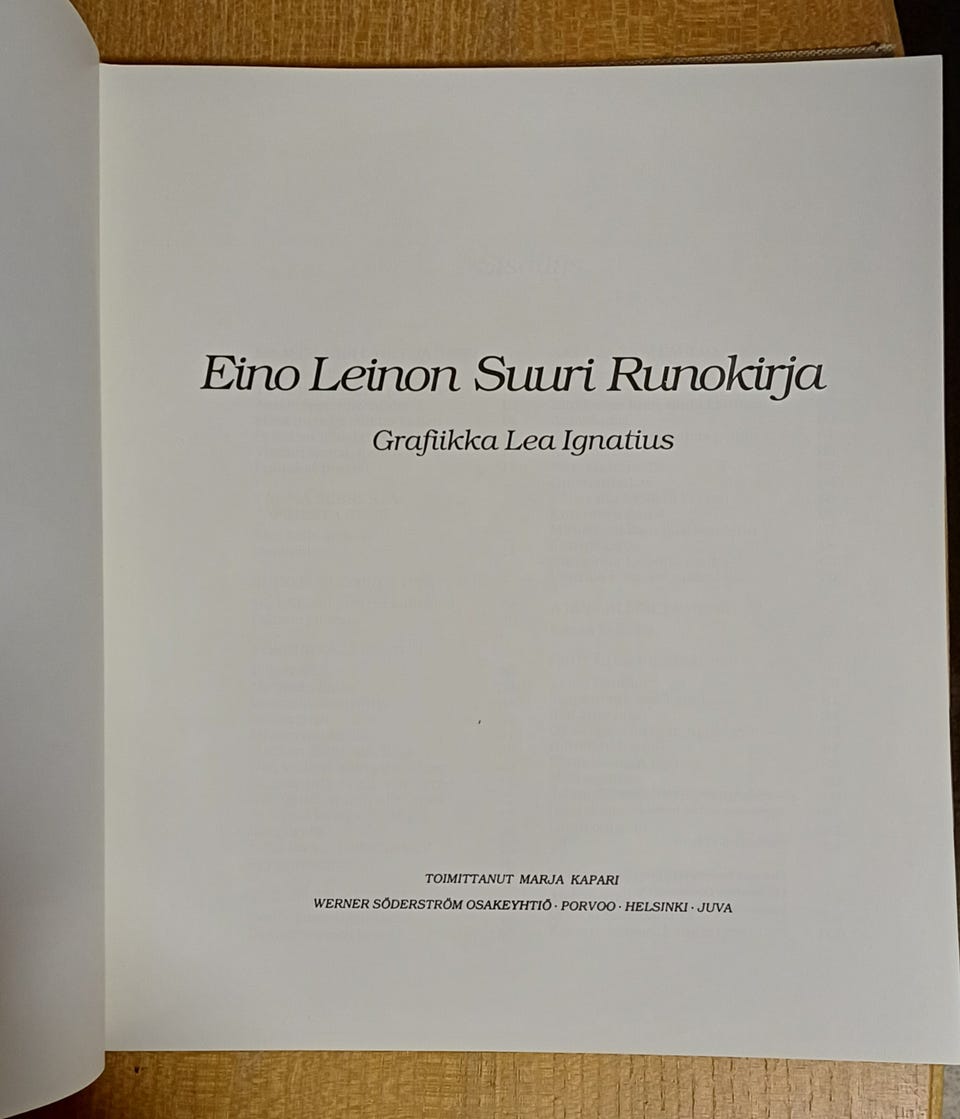 Eino Leinon Suuri Runokirja
Grafiikka Lea Ignatius
TOIMITTANUT MARJA KAPARI
WERNER SÖDERSTRÖM OSAKEYHTIÖ · PORVOO · HELSINKI · JUVA